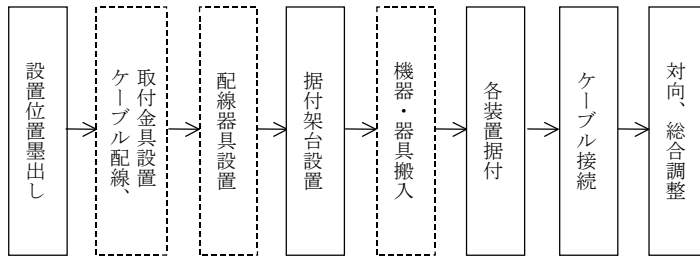 設置位置墨出し
取付金具設置
ケーブル配線、
配線器具設置
据付架台設置
機器・器具搬入
各装置据付
ケーブル接続
対向、総合調整